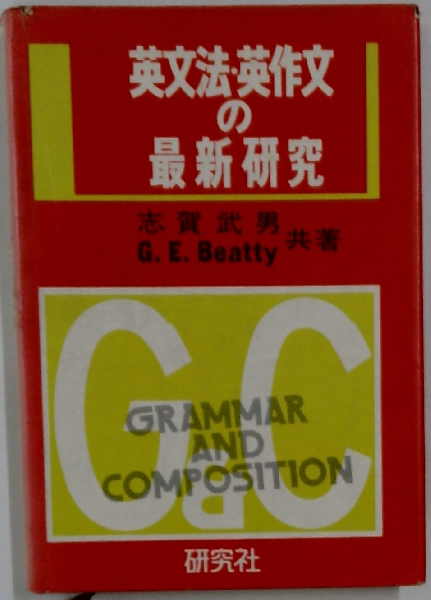 英文法・英作文
の
最新研究
志賀武男
G. E. Beatty 共著
G&C
GRAMMAR
AND
COMPOSITION
研究社